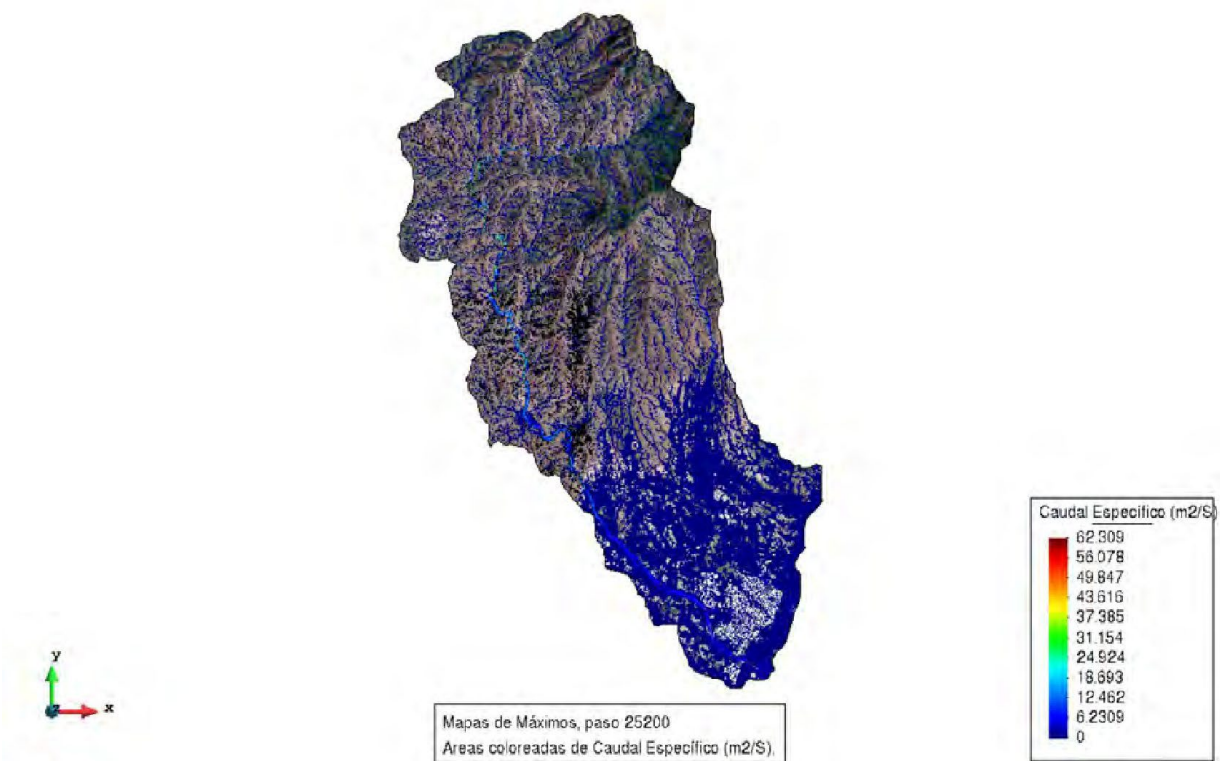 Caudal Específico (m2/S)
62.309
56.078
49.847
43.616
37.385
31.154
24.924
18.693
12.462
6.2309
0
y
x
Mapas de Máximos, paso 25200
Areas coloreadas de Caudal Específico (m2/S).